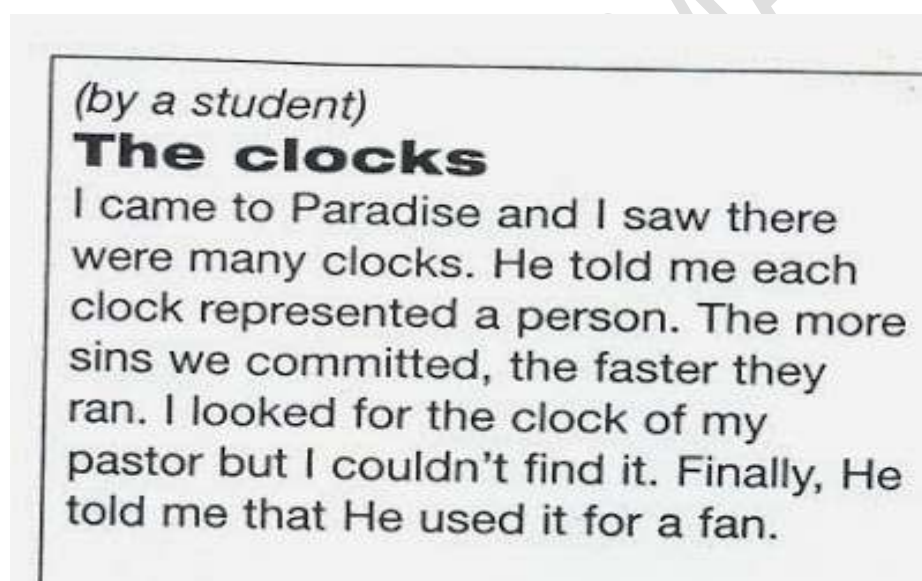 (by a student)
The clocks
I came to Paradise and I saw there
were many clocks. He told me each
clock represented a person. The more
sins we committed, the faster they
ran. I looked for the clock of my
pastor but I couldn't find it. Finally, He
told me that He used it for a fan.